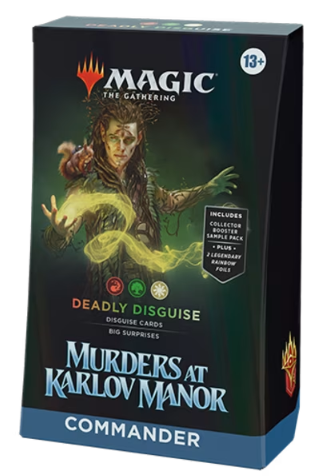 DEADLY DISGUISE
13+
MAGIC
THE GATHERING
INCLUDES
COLLECTOR
BOOSTER
SAMPLE PACK
• PLUS •
2 LEGENDARY
RAINBOW
FOILS
DEADLY DISGUISE
DISGUISE CARDS
BIG SURPRISES
MURDERS AT
KARLOV MANOR
COMMANDER